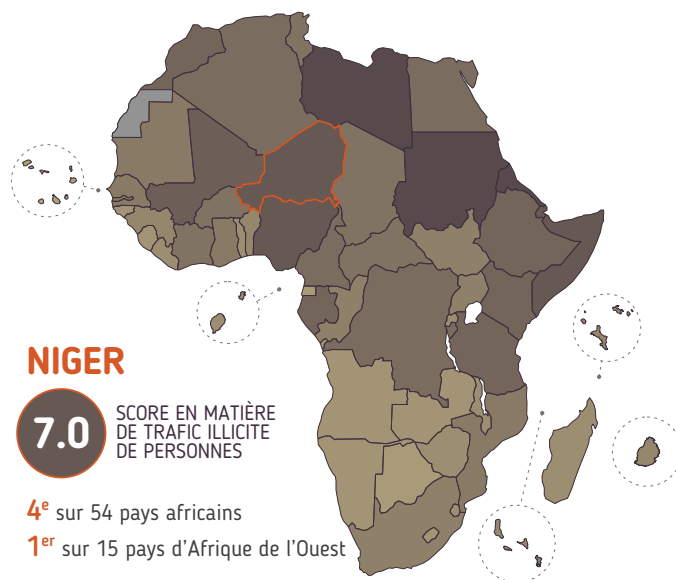 NIGER
7.0
SCORE EN MATIÈRE
DE TRAFIC ILLICITE
DE PERSONNES
4e sur 54 pays africains
1er sur 15 pays d’Afrique de l’Ouest